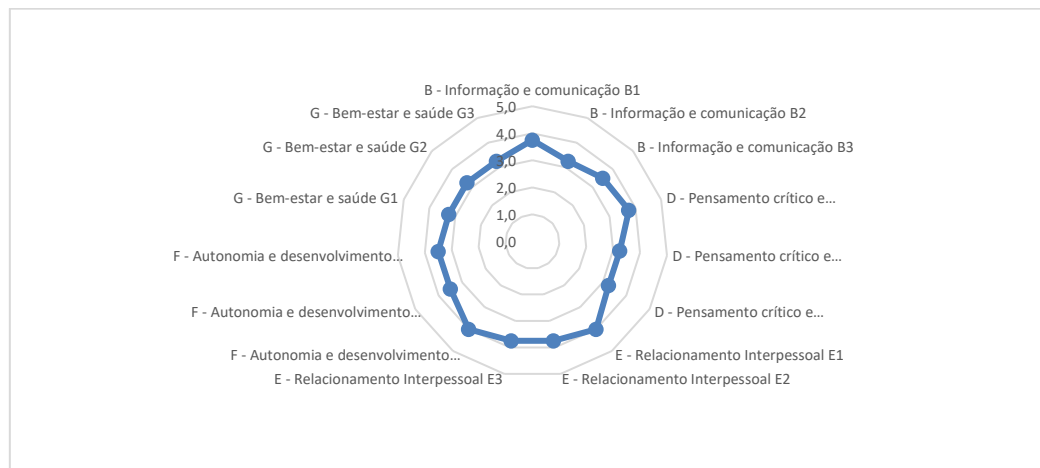 B - Informação e comunicação B1
5,0
G - Bem-estar e saúde G3
B - Informação e comunicação B2
4,0
G - Bem-estar e saúde G2
B - Informação e comunicação B3
3,0
2,0
G - Bem-estar e saúde G1
D - Pensamento crítico e...
1,0
0,0
F - Autonomia e desenvolvimento...
D - Pensamento crítico e...
F - Autonomia e desenvolvimento...
D - Pensamento crítico e...
F - Autonomia e desenvolvimento...
E - Relacionamento Interpessoal E1
E - Relacionamento Interpessoal E3
E - Relacionamento Interpessoal E2